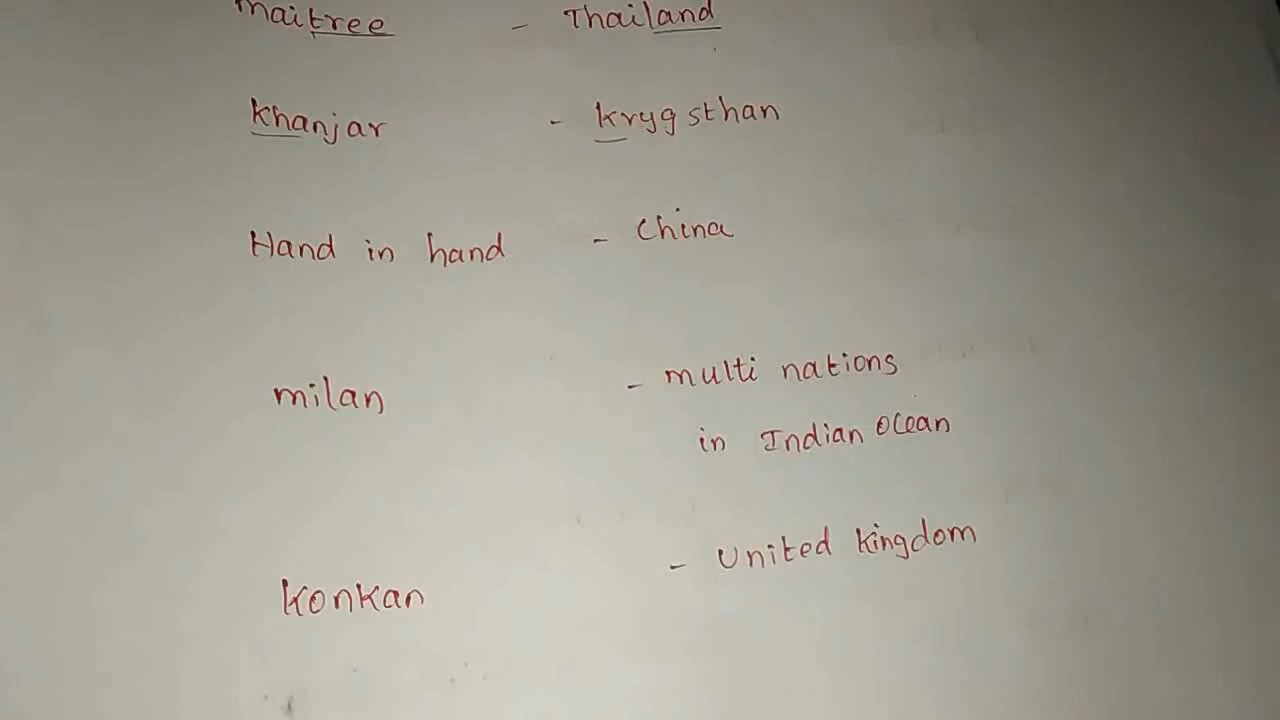 Maitree - Thailand
Khanjar - Krygsthan
Hand in hand - China
milan - multi nations
in Indian Ocean
Konkan - United Kingdom